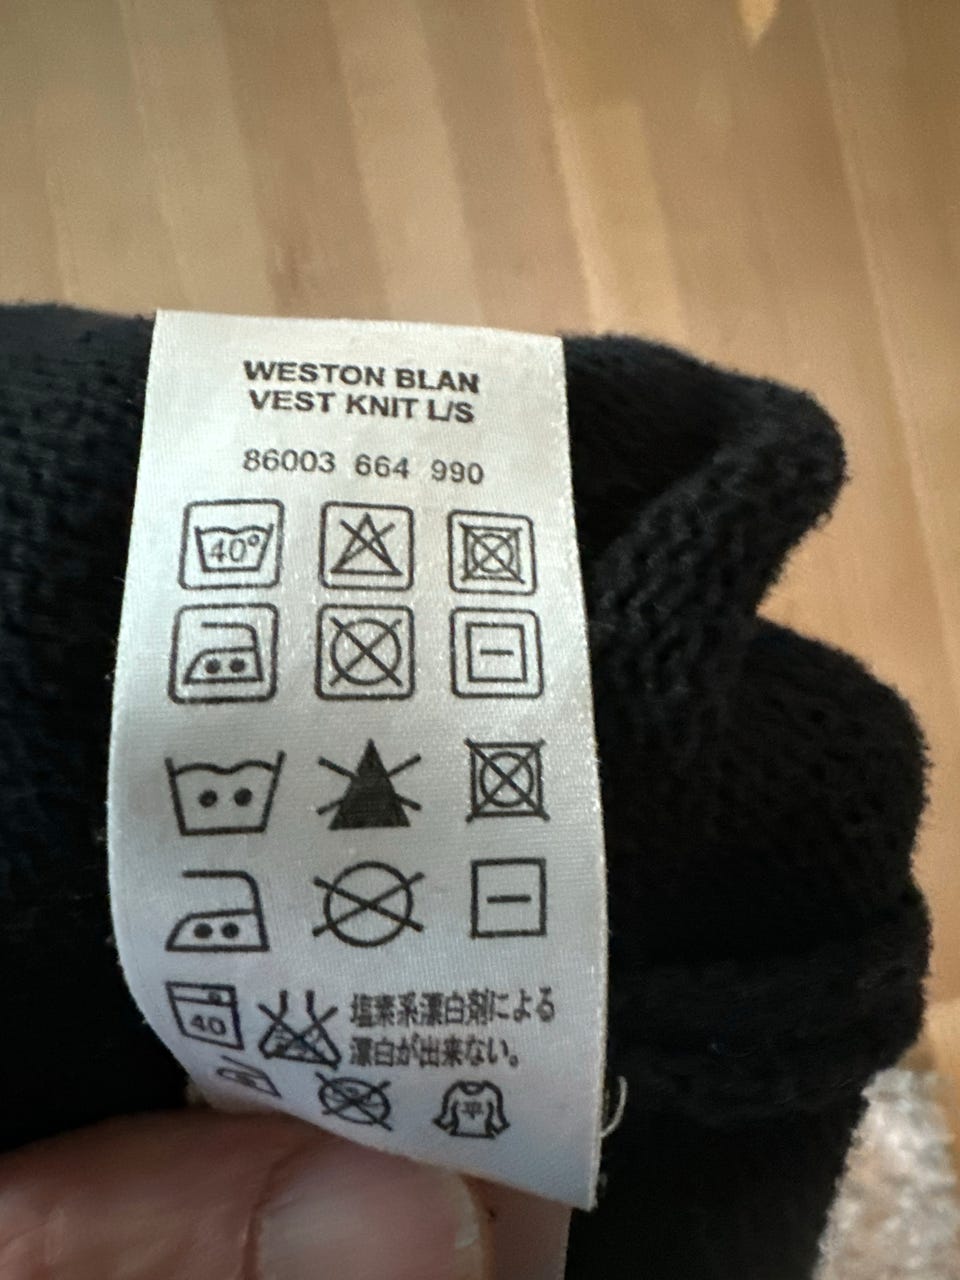 WESTON BLAN
VEST KNIT L/S
86003 664 990
40°
40
塩素系漂白剤による
漂白が出来ない。
平